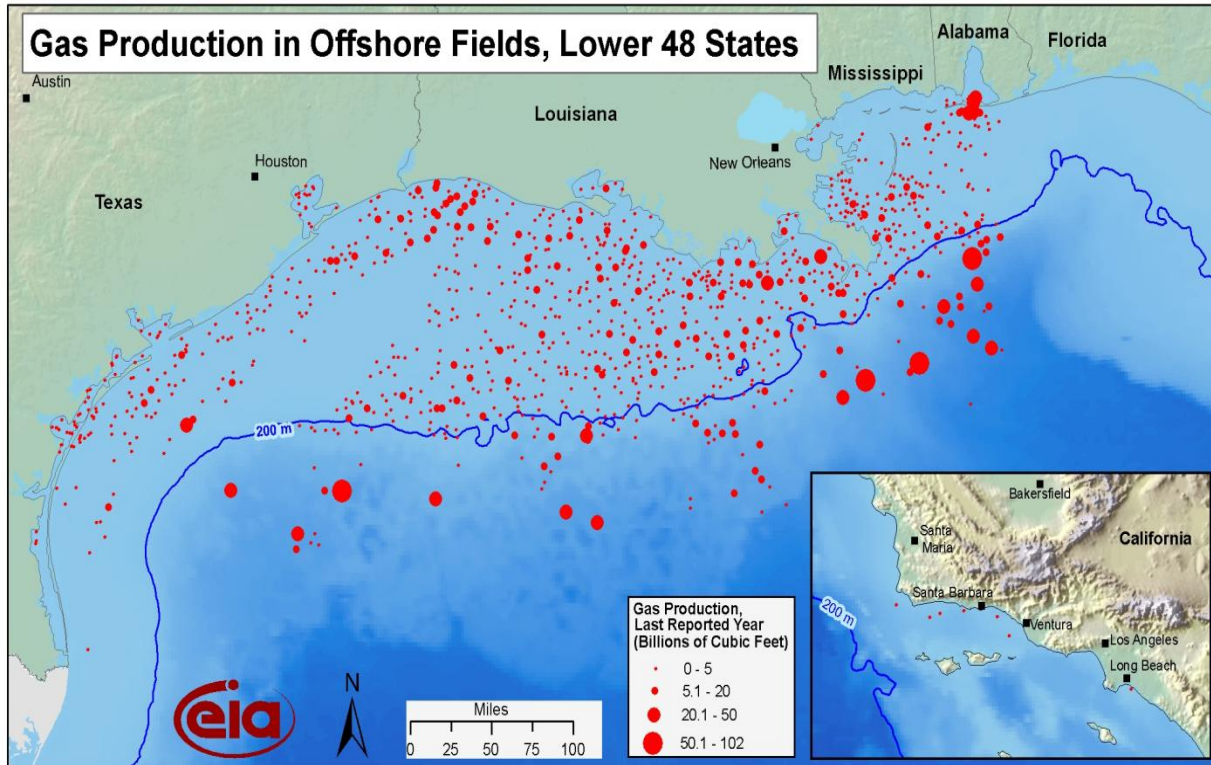 Gas Production in Offshore Fields, Lower 48 States
Alabama
Florida
Mississippi
Austin
Louisiana
New Orleans
Houston
Texas
200 m
Bakersfield
California
Santa
Maria
Santa Barbara
Ventura
200 m
Los Angeles
Long Beach
Gas Production,
Last Reported Year
(Billions of Cubic Feet)
0 - 5
5.1 - 20
20.1 - 50
50.1 - 102
eia
N
Miles
0 25 50 75 100